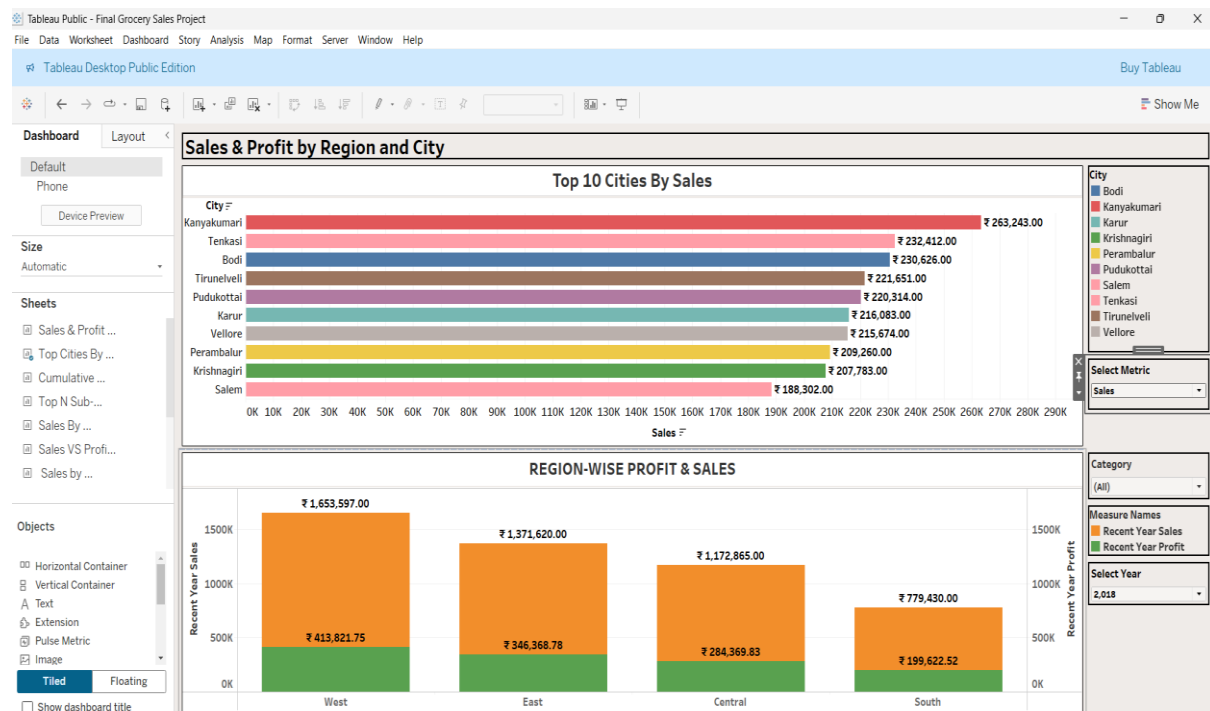 Tableau Public - Final Grocery Sales Project
File Data Worksheet Dashboard Story Analysis Map Format Server Window Help
Tableau Desktop Public Edition
Buy Tableau
Show Me
Dashboard
Layout
Default
Phone
Device Preview
Size
Automatic
Sheets
Sales & Profit ...
Top Cities By ...
Cumulative ...
Top N Sub-...
Sales By ...
Sales VS Profi...
Sales by ...
Objects
Horizontal Container
Vertical Container
A Text
Extension
Pulse Metric
Image
Tiled
Floating
Show dashboard title
Sales & Profit by Region and City
Top 10 Cities By Sales
City
Kanyakumari ₹ 263,243.00
Tenkasi ₹ 232,412.00
Bodi ₹ 230,626.00
Tirunelveli ₹ 221,651.00
Pudukottai ₹ 220,314.00
Karur ₹ 216,083.00
Vellore ₹ 215,674.00
Perambalur ₹ 209,260.00
Krishnagiri ₹ 207,783.00
Salem ₹ 188,302.00
0K 10K 20K 30K 40K 50K 60K 70K 80K 90K 100K 110K 120K 130K 140K 150K 160K 170K 180K 190K 200K 210K 220K 230K 240K 250K 260K 270K 280K 290K
Sales
REGION-WISE PROFIT & SALES
Recent Year Sales
1500K
1000K
500K
0K
₹ 1,653,597.00
₹ 413,821.75
₹ 1,371,620.00
₹ 346,368.78
₹ 1,172,865.00
₹ 284,369.83
₹ 779,430.00
₹ 199,622.52
West
East
Central
South
1500K
1000K
500K
0K
Recent Year Profit
City
Bodi
Kanyakumari
Karur
Krishnagiri
Perambalur
Pudukottai
Salem
Tenkasi
Tirunelveli
Vellore
Select Metric
Sales
Category
(All)
Measure Names
Recent Year Sales
Recent Year Profit
Select Year
2,018